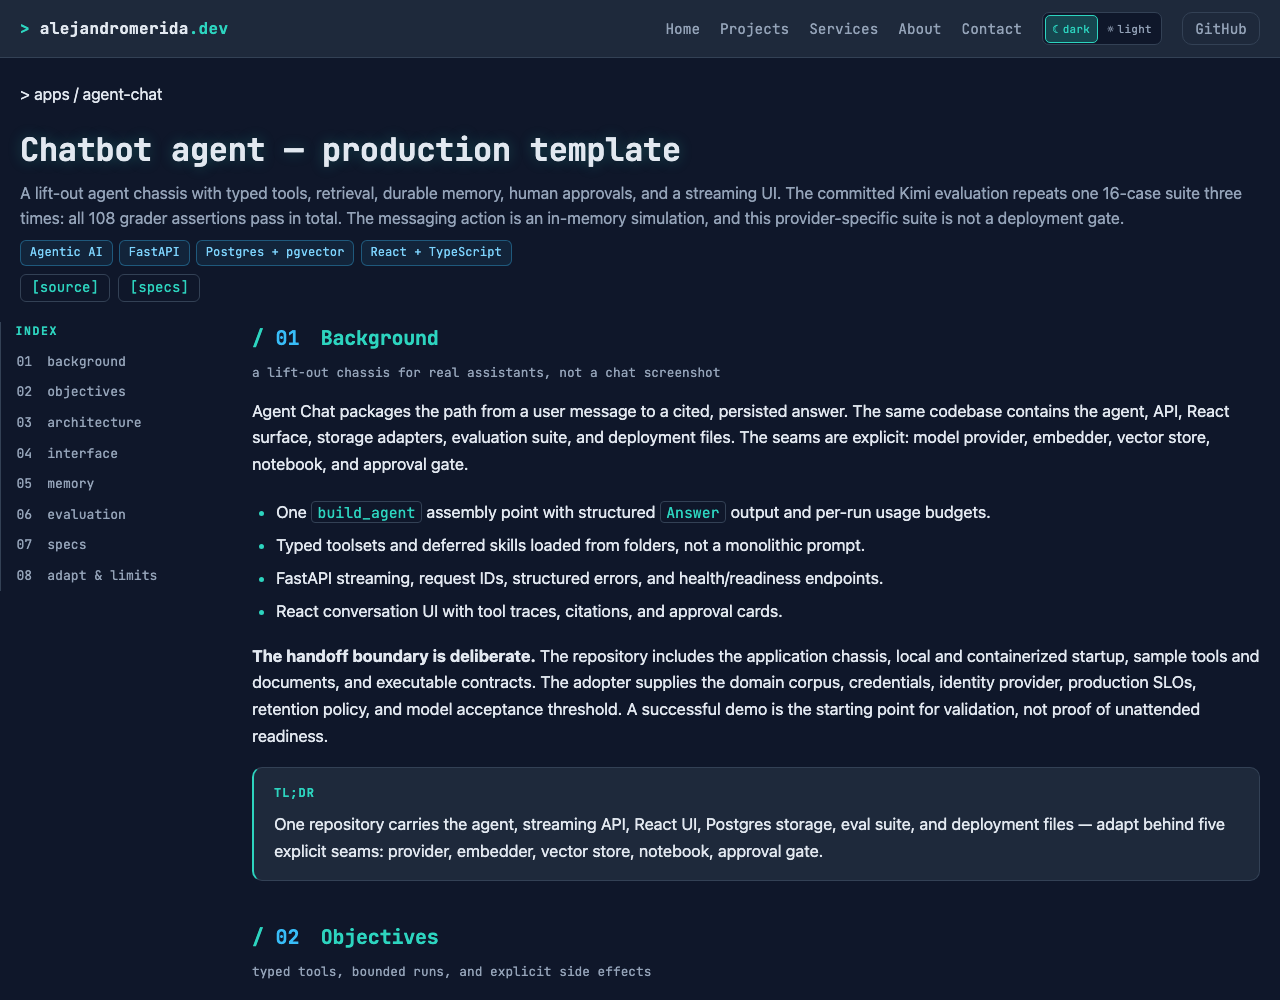 > alejandromerida.dev
Home Projects Services About Contact ☾ dark ☼ light GitHub
> apps / agent-chat
Chatbot agent — production template
A lift-out agent chassis with typed tools, retrieval, durable memory, human approvals, and a streaming UI. The committed Kimi evaluation repeats one 16-case suite three
times: all 108 grader assertions pass in total. The messaging action is an in-memory simulation, and this provider-specific suite is not a deployment gate.
Agentic AI FastAPI Postgres + pgvector React + TypeScript
[source] [specs]
INDEX
01 background
02 objectives
03 architecture
04 interface
05 memory
06 evaluation
07 specs
08 adapt & limits
/ 01 Background
a lift-out chassis for real assistants, not a chat screenshot
Agent Chat packages the path from a user message to a cited, persisted answer. The same codebase contains the agent, API, React
surface, storage adapters, evaluation suite, and deployment files. The seams are explicit: model provider, embedder, vector store,
notebook, and approval gate.
• One build_agent assembly point with structured Answer output and per-run usage budgets.
• Typed toolsets and deferred skills loaded from folders, not a monolithic prompt.
• FastAPI streaming, request IDs, structured errors, and health/readiness endpoints.
• React conversation UI with tool traces, citations, and approval cards.
The handoff boundary is deliberate. The repository includes the application chassis, local and containerized startup, sample tools and
documents, and executable contracts. The adopter supplies the domain corpus, credentials, identity provider, production SLOs,
retention policy, and model acceptance threshold. A successful demo is the starting point for validation, not proof of unattended
readiness.
TL;DR
One repository carries the agent, streaming API, React UI, Postgres storage, eval suite, and deployment files — adapt behind five
explicit seams: provider, embedder, vector store, notebook, approval gate.
/ 02 Objectives
typed tools, bounded runs, and explicit side effects